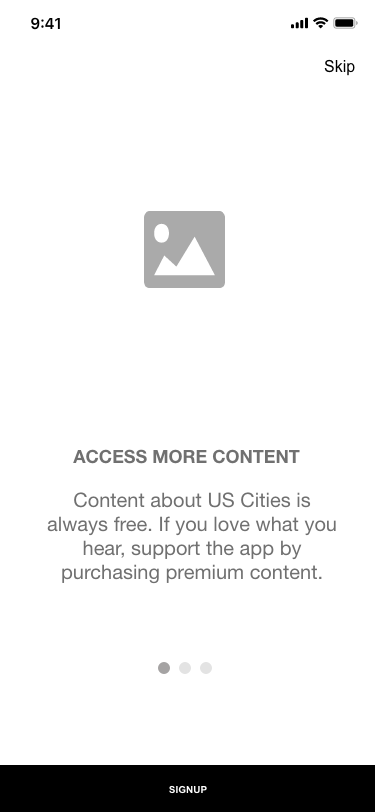 9:41
Skip
ACCESS MORE CONTENT
Content about US Cities is
always free. If you love what you
hear, support the app by
purchasing premium content.
SIGNUP